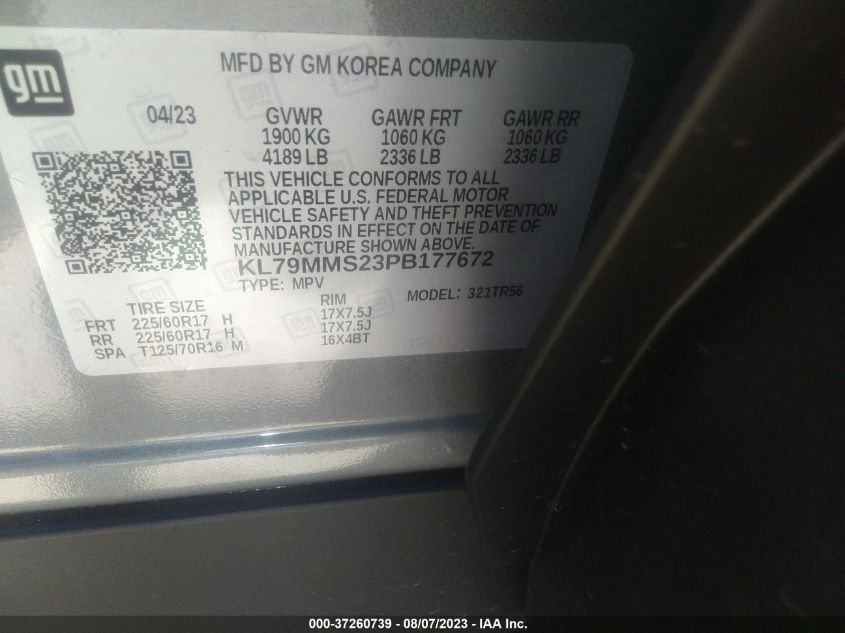 gm
MFD BY GM KOREA COMPANY
04/23 GVWR GAWR FRT GAWR RR
1900 KG 1060 KG 1060 KG
4189 LB 2336 LB 2336 LB
THIS VEHICLE CONFORMS TO ALL
APPLICABLE U.S. FEDERAL MOTOR
VEHICLE SAFETY AND THEFT PREVENTION
STANDARDS IN EFFECT ON THE DATE OF
MANUFACTURE SHOWN ABOVE.
KL79MMS23PB177672
TYPE: MPV MODEL: 321TR56
TIRE SIZE RIM
FRT 225/60R17 H 17X7.5J
RR 225/60R17 H 17X7.5J
SPA T125/70R16 M 16X4BT
000-37260739 - 08/07/2023 - IAA Inc.